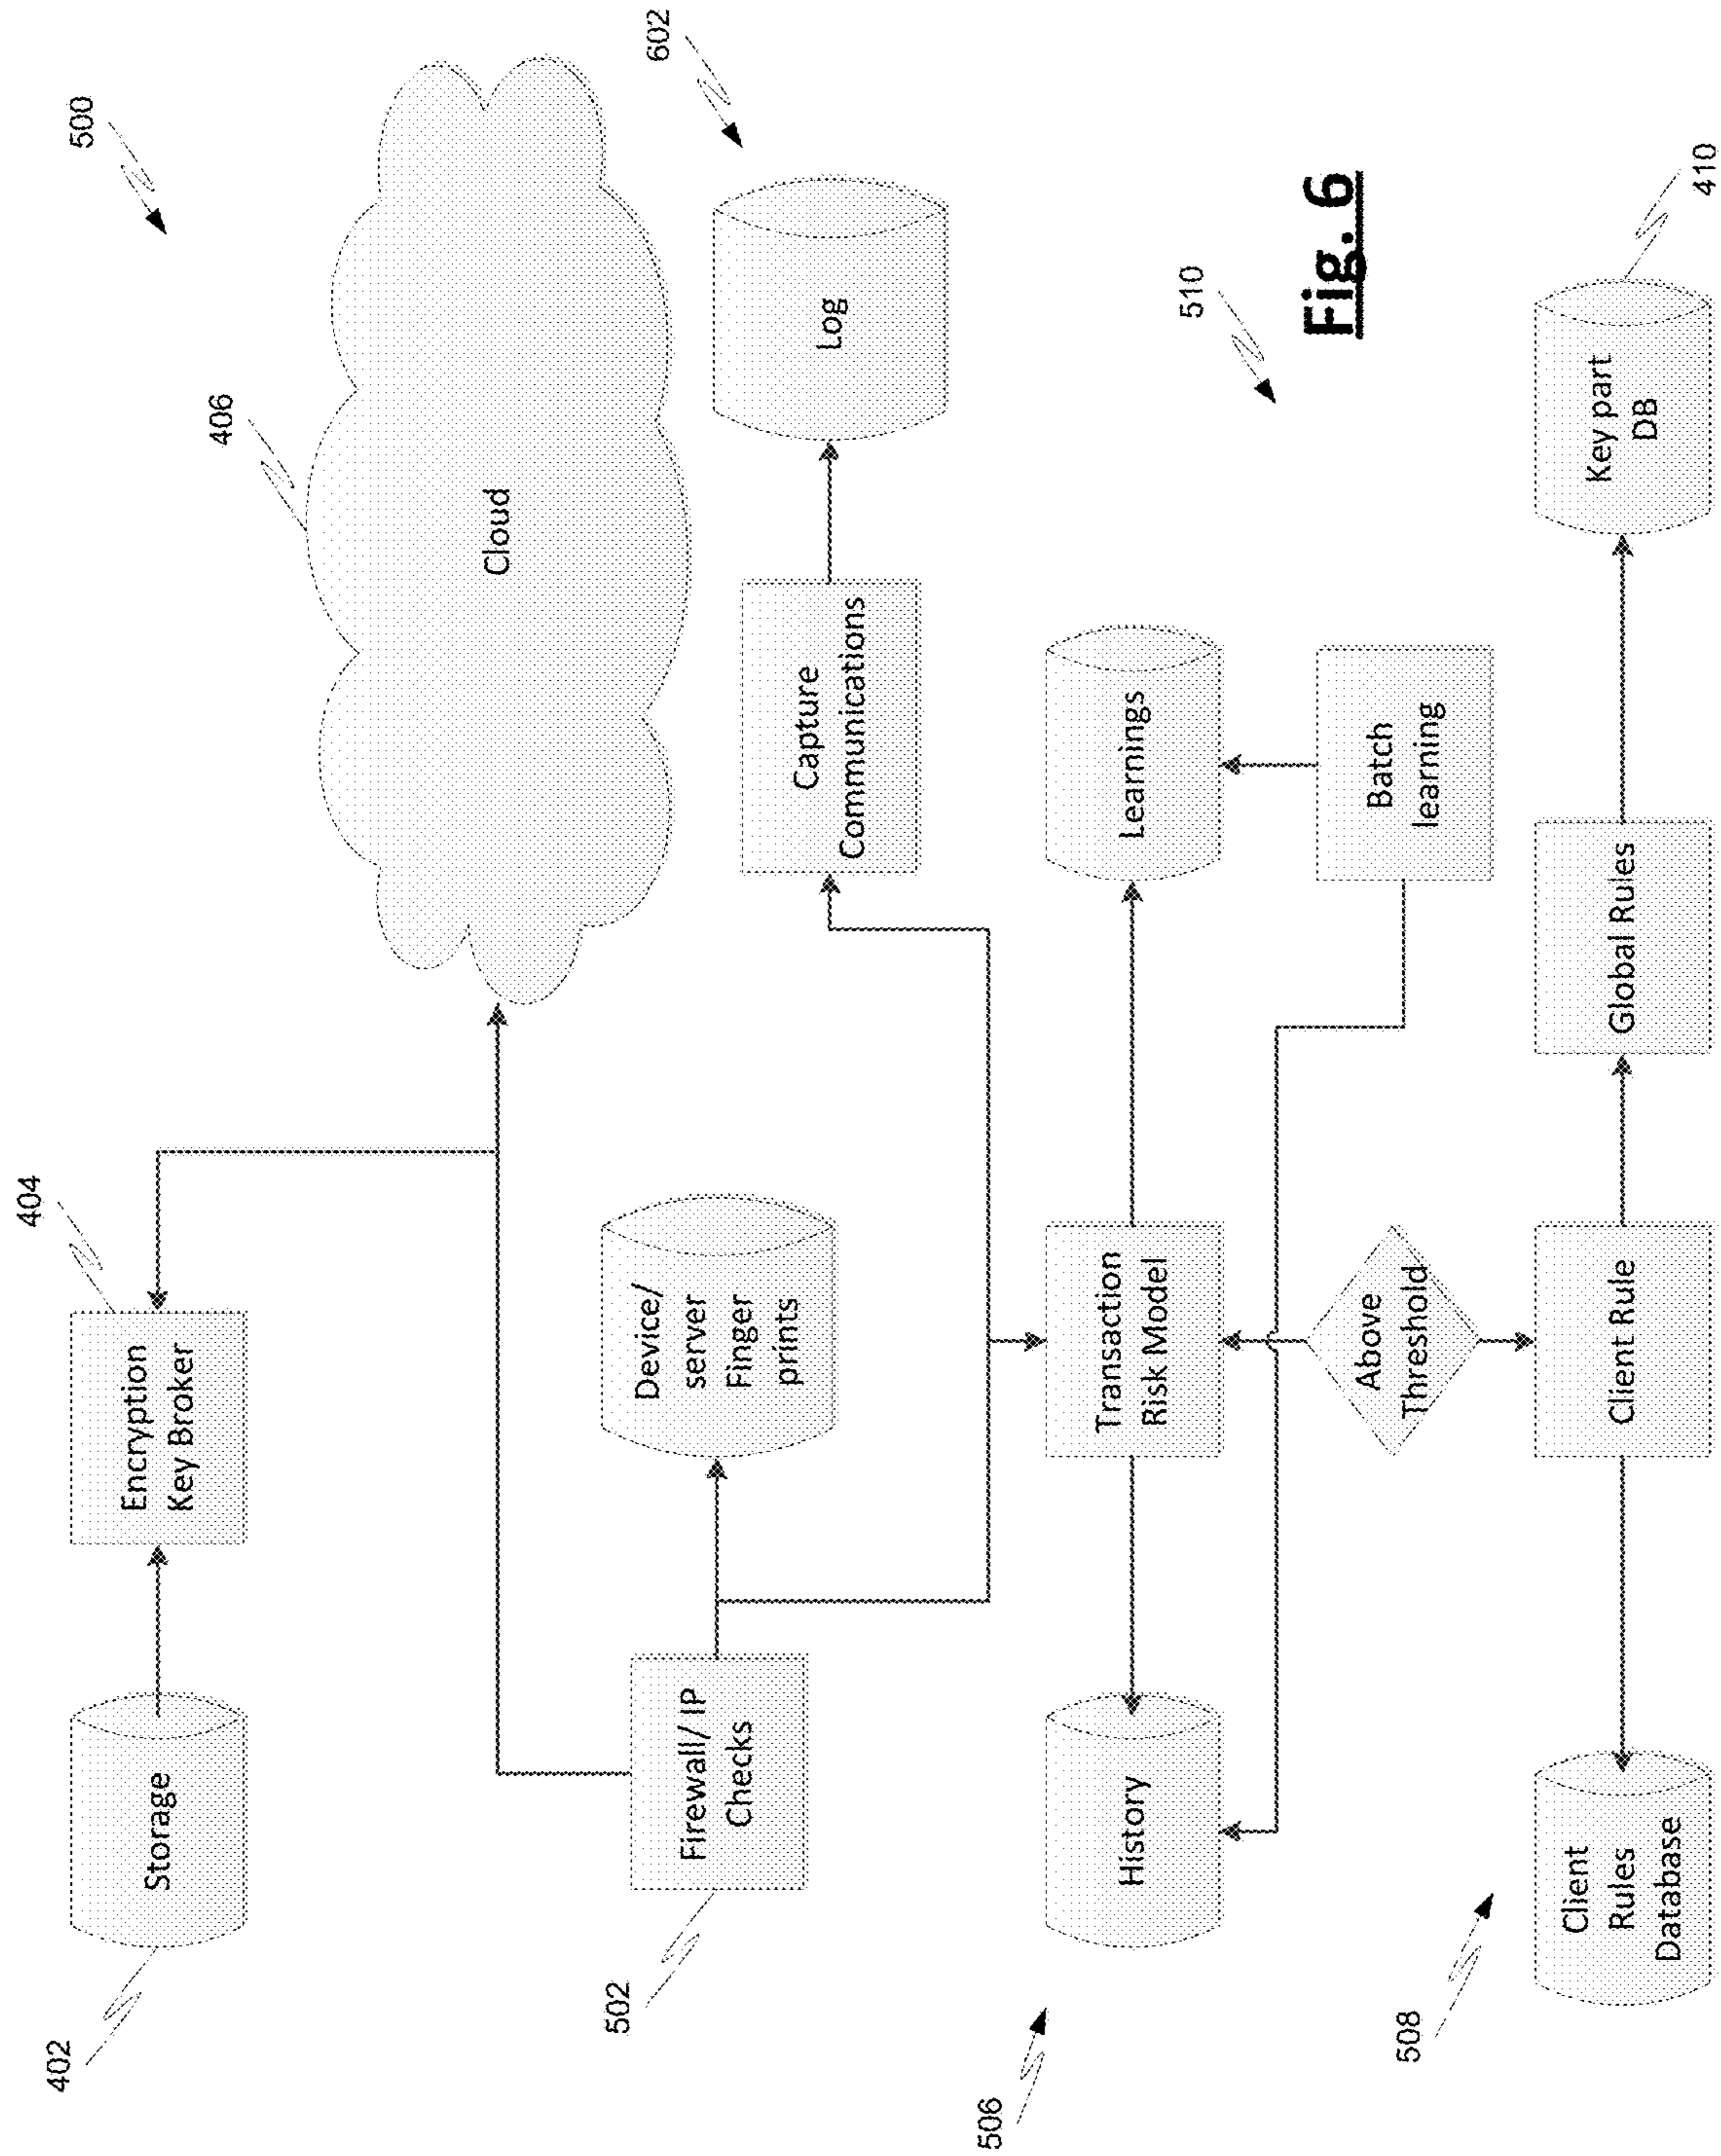 500
402
Storage
404
Encryption
Key Broker
406
Cloud
502
Firewall/ IP
Checks
Device/
server
Finger
prints
Capture
Communications
602
Log
506
History
Transaction
Risk Model
Learnings
510
Above
Threshold
Batch
learning
508
Client
Rules
Database
Client Rule
Global Rules
Key part
DB
410
Fig. 6